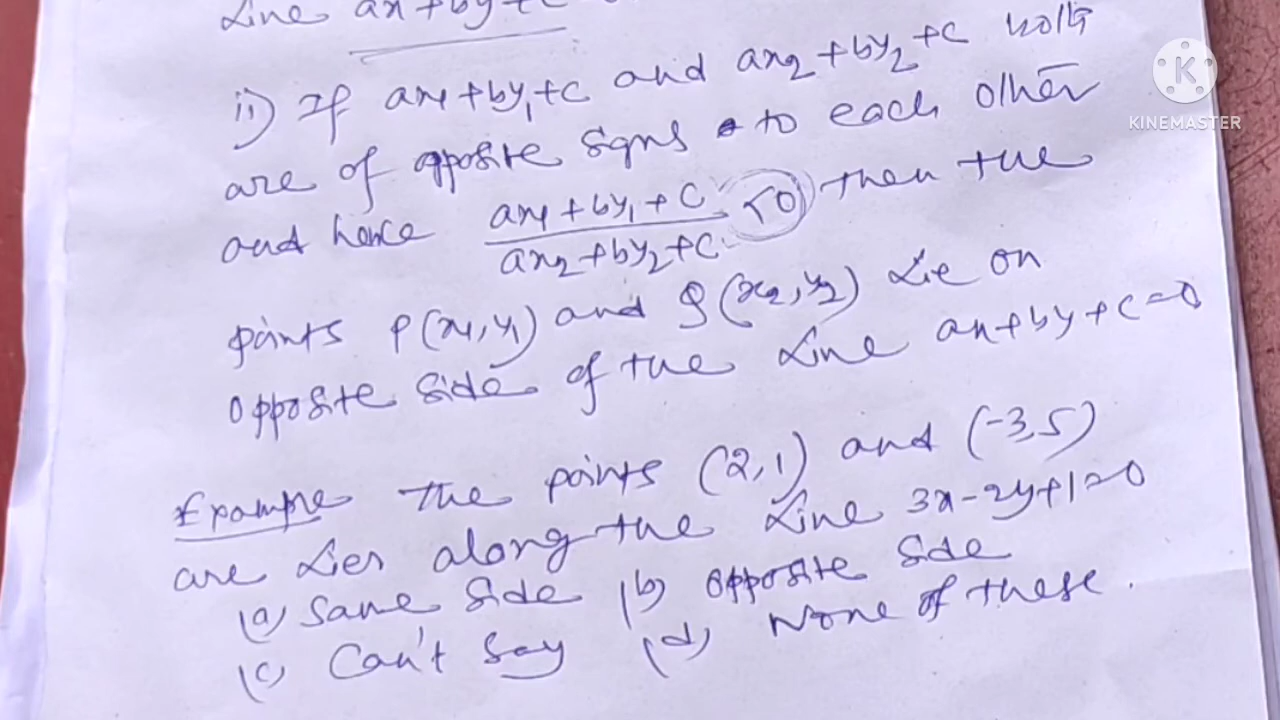 Line ax+by+c
ii) If ax₁+by₁+c and ax₂+by₂+c both
are of opposite signs to each other
and hence ax₁+by₁+c / ax₂+by₂+c <0 then the
points P(x₁,y₁) and Q(x₂,y₂) Lie on
opposite side of the Line ax+by+c=0
Example The points (2,1) and (-3,5)
are Lies along the Line 3x-2y+1=0
(a) Same Side (b) opposite side
(c) Can't Say (d) None of these.
K
KINEMASTER